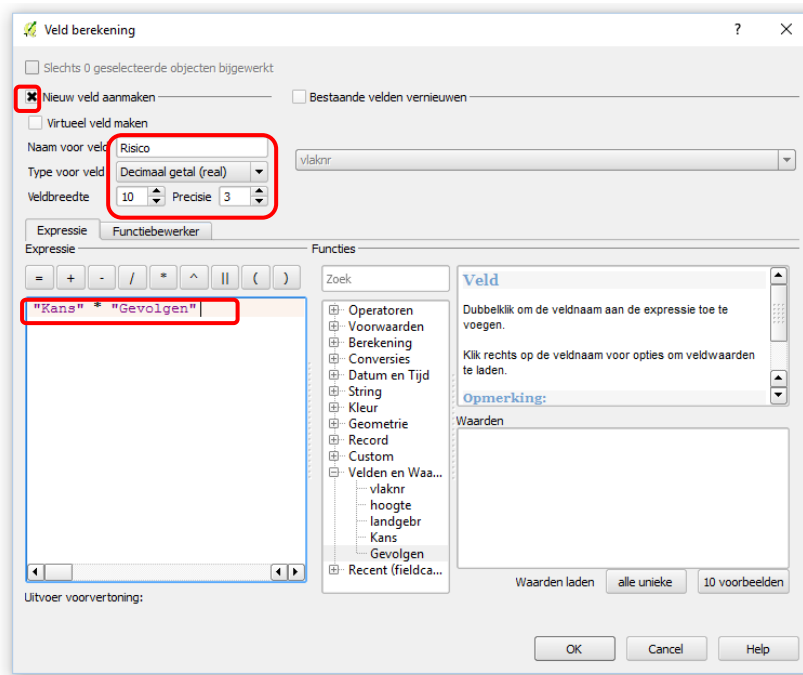 Veld berekening
Slechts 0 geselecteerde objecten bijgewerkt
Nieuw veld aanmaken
Bestaande velden vernieuwen
Virtueel veld maken
Naam voor veld Risico
vlaknr
Type voor veld Decimaal getal (real)
Veldbreedte 10 Precisie 3
Expressie Functiebewerker
Expressie Functies
= + - / * ^ || ( )
Zoek
"Kans" * "Gevolgen"
Operatoren
Voorwaarden
Berekening
Conversies
Datum en Tijd
String
Kleur
Geometrie
Record
Custom
Velden en Waa...
vlaknr
hoogte
landgebr
Kans
Gevolgen
Recent (fieldca...
Veld
Dubbelklik om de veldnaam aan de expressie toe te
voegen.
Klik rechts op de veldnaam voor opties om veldwaarden
te laden.
Opmerking:
Waarden
Waarden laden alle unieke 10 voorbeelden
Uitvoer voorvertoning:
OK Cancel Help